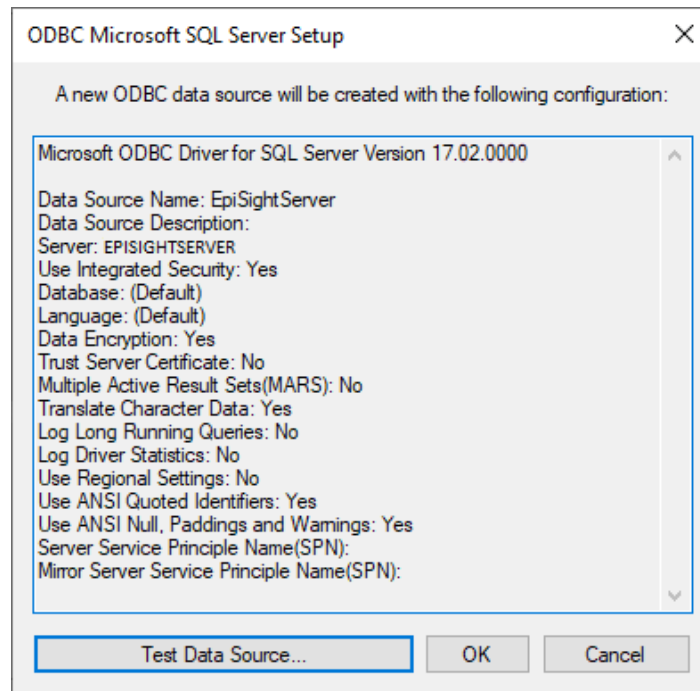 ODBC Microsoft SQL Server Setup
A new ODBC data source will be created with the following configuration:
Microsoft ODBC Driver for SQL Server Version 17.02.0000
Data Source Name: EpiSightServer
Data Source Description:
Server: EPISIGHTSERVER
Use Integrated Security: Yes
Database: (Default)
Language: (Default)
Data Encryption: Yes
Trust Server Certificate: No
Multiple Active Result Sets(MARS): No
Translate Character Data: Yes
Log Long Running Queries: No
Log Driver Statistics: No
Use Regional Settings: No
Use ANSI Quoted Identifiers: Yes
Use ANSI Null, Paddings and Warnings: Yes
Server Service Principle Name(SPN):
Mirror Server Service Principle Name(SPN):
Test Data Source...
OK
Cancel